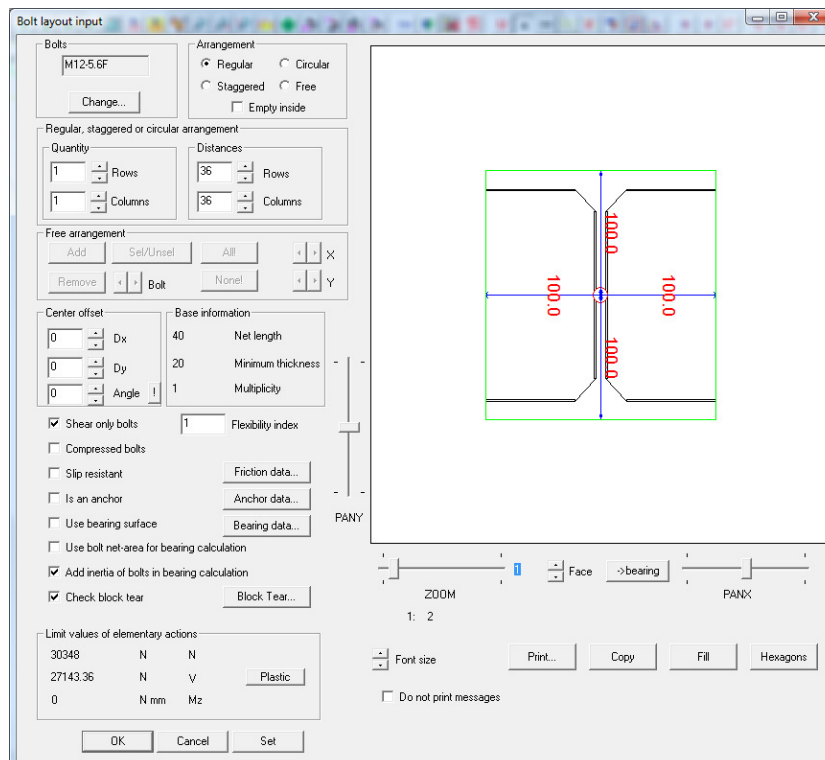 Bolt layout input
Bolts
M12-5.6F
Change...
Arrangement
Regular
Circular
Staggered
Free
Empty inside
Regular, staggered or circular arrangement
Quantity
1 Rows
1 Columns
Distances
36 Rows
36 Columns
Free arrangement
Add
Sel/Unsel
All!
X
Remove
Bolt
None!
Y
Center offset
0 Dx
0 Dy
0 Angle !
Base information
40 Net length
20 Minimum thickness
1 Multiplicity
Shear only bolts
1 Flexibility index
Compressed bolts
Slip resistant
Friction data...
Is an anchor
Anchor data...
Use bearing surface
Bearing data...
Use bolt net-area for bearing calculation
Add inertia of bolts in bearing calculation
Check block tear
Block Tear...
PANY
Limit values of elementary actions
30348 N N
27143.36 N V
0 N mm Mz
Plastic
OK
Cancel
Set
100.0
100.0
100.0
100.0
1
Face
->bearing
ZOOM
PANX
1: 2
Font size
Print...
Copy
Fill
Hexagons
Do not print messages